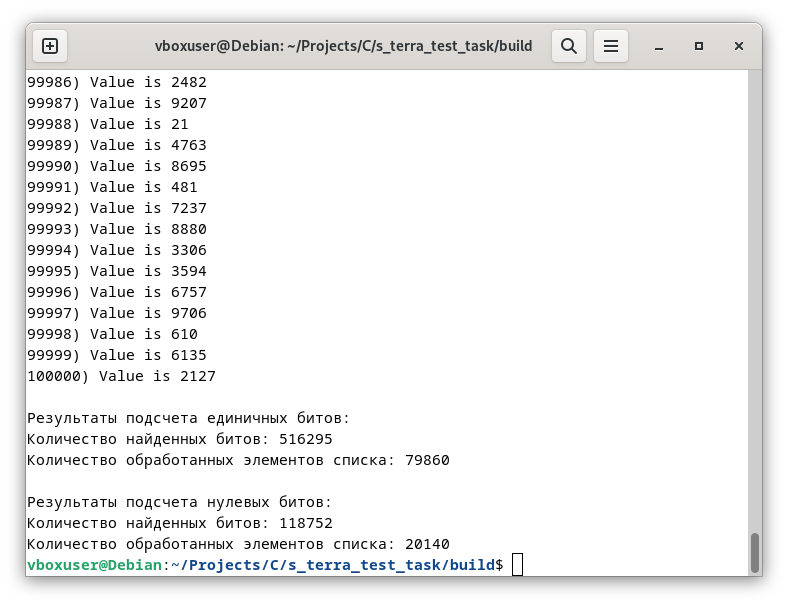 vboxuser@Debian: ~/Projects/C/s_terra_test_task/build
99986) Value is 2482
99987) Value is 9207
99988) Value is 21
99989) Value is 4763
99990) Value is 8695
99991) Value is 481
99992) Value is 7237
99993) Value is 8880
99994) Value is 3306
99995) Value is 3594
99996) Value is 6757
99997) Value is 9706
99998) Value is 610
99999) Value is 6135
100000) Value is 2127
Результаты подсчета единичных битов:
Количество найденных битов: 516295
Количество обработанных элементов списка: 79860
Результаты подсчета нулевых битов:
Количество найденных битов: 118752
Количество обработанных элементов списка: 20140
vboxuser@Debian:~/Projects/C/s_terra_test_task/build$